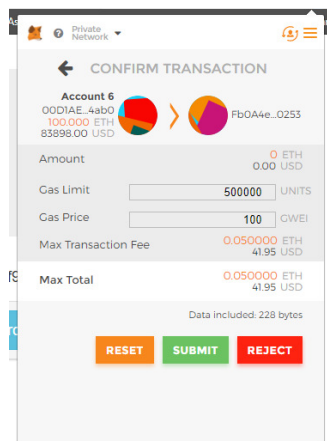 Private
Network
CONFIRM TRANSACTION
Account 6
00D1AE...4ab0
100.000 ETH
83898.00 USD
FbOA4e...0253
Amount
0 ETH
0.00 USD
Gas Limit
500000 UNITS
Gas Price
100 GWEI
Max Transaction Fee
0.050000 ETH
41.95 USD
Max Total
0.050000 ETH
41.95 USD
Data included: 228 bytes
RESET
SUBMIT
REJECT